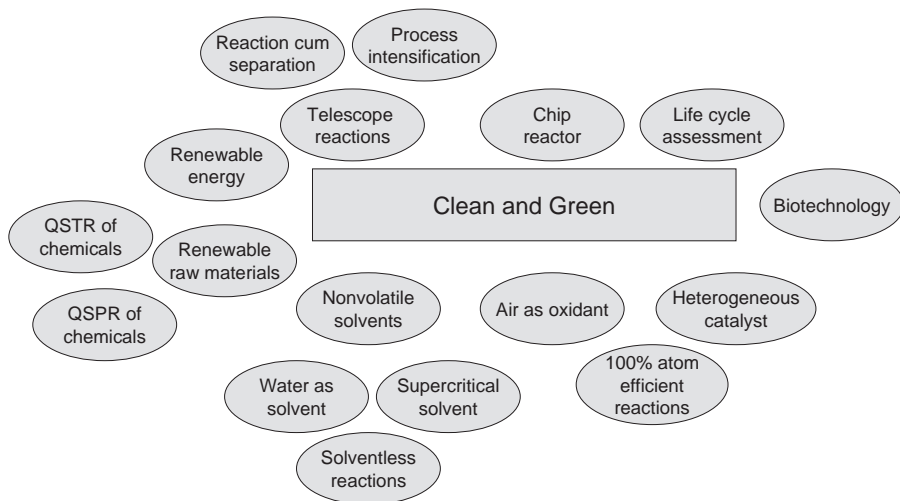 Reaction cum
separation
Process
intensification
Telescope
reactions
Chip
reactor
Life cycle
assessment
Renewable
energy
Clean and Green
Biotechnology
QSTR of
chemicals
Renewable
raw materials
QSPR of
chemicals
Nonvolatile
solvents
Air as oxidant
Heterogeneous
catalyst
100% atom
efficient
reactions
Water as
solvent
Supercritical
solvent
Solventless
reactions